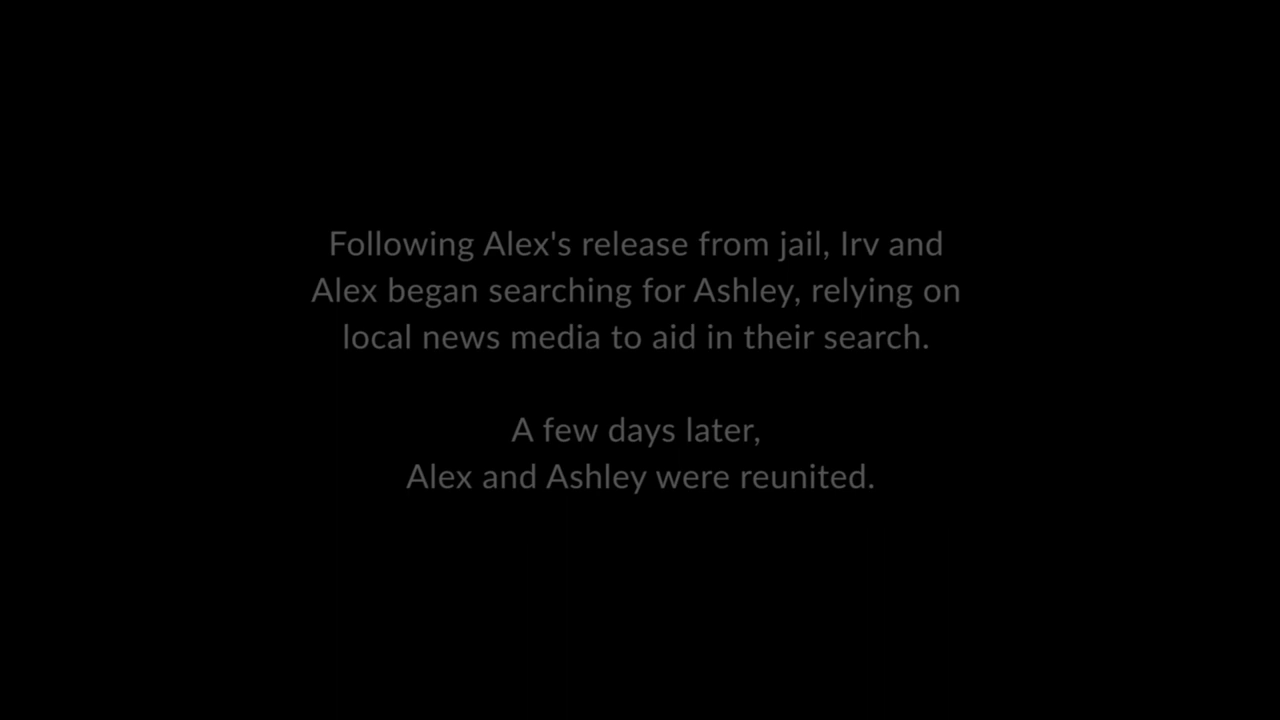 Following Alex's release from jail, Irv and
Alex began searching for Ashley, relying on
local news media to aid in their search.
A few days later,
Alex and Ashley were reunited.